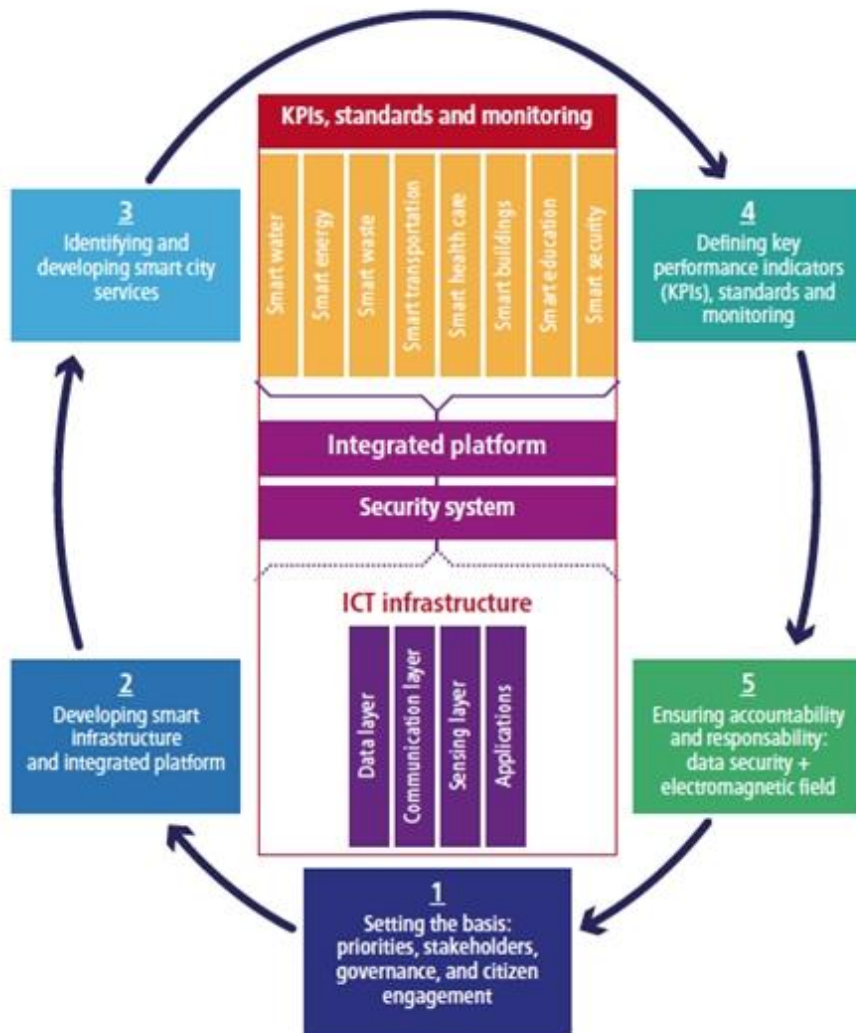 KPIs, standards and monitoring
Smart water
Smart energy
Smart waste
Smart transportation
Smart health care
Smart buildings
Smart education
Smart security
3
Identifying and
developing smart city
services
4
Defining key
performance indicators
(KPIs), standards and
monitoring
Integrated platform
Security system
ICT infrastructure
Data layer
Communication layer
Sensing layer
Applications
2
Developing smart
infrastructure
and integrated platform
5
Ensuring accountability
and responsability:
data security +
electromagnetic field
1
Setting the basis:
priorities, stakeholders,
governance, and citizen
engagement